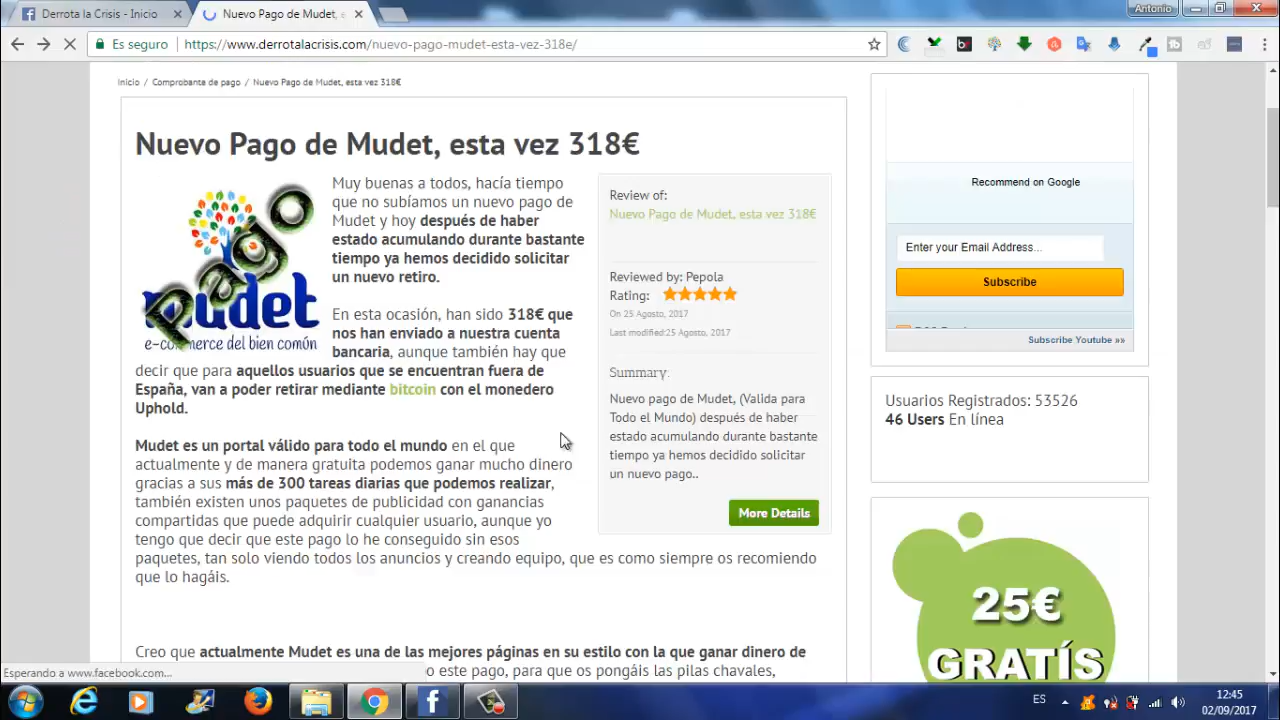 Derrota la Crisis - Inicio
Nuevo Pago de Mudet, e
Antonio
Es seguro
https://www.derrotalacrisis.com/nuevo-pago-mudet-esta-vez-318e/
Inicio / Comprobante de pago / Nuevo Pago de Mudet, esta vez 318€
Nuevo Pago de Mudet, esta vez 318€
pago
mudet
e-commerce del bien común
Muy buenas a todos, hacía tiempo
que no subíamos un nuevo pago de
Mudet y hoy después de haber
estado acumulando durante bastante
tiempo ya hemos decidido solicitar
un nuevo retiro.
En esta ocasión, han sido 318€ que
nos han enviado a nuestra cuenta
bancaria, aunque también hay que
decir que para aquellos usuarios que se encuentran fuera de
España, van a poder retirar mediante bitcoin con el monedero
Uphold.
Mudet es un portal válido para todo el mundo en el que
actualmente y de manera gratuita podemos ganar mucho dinero
gracias a sus más de 300 tareas diarias que podemos realizar,
también existen unos paquetes de publicidad con ganancias
compartidas que puede adquirir cualquier usuario, aunque yo
tengo que decir que este pago lo he conseguido sin esos
paquetes, tan solo viendo todos los anuncios y creando equipo, que es como siempre os recomiendo
que lo hagáis.
Creo que actualmente Mudet es una de las mejores páginas en su estilo con la que ganar dinero de
o este pago, para que os pongáis las pilas chavales,
Review of:
Nuevo Pago de Mudet, esta vez 318€
Reviewed by: Pepola
Rating:
On 25 Agosto, 2017
Last modified:25 Agosto, 2017
Summary:
Nuevo pago de Mudet, (Valida para
Todo el Mundo) después de haber
estado acumulando durante bastante
tiempo ya hemos decidido solicitar
un nuevo pago..
More Details
Recommend on Google
Enter your Email Address...
Subscribe
Subscribe Youtube »»
Usuarios Registrados: 53526
46 Users En línea
25€
GRATÍS
Esperando a www.facebook.com...
ES
12:45
02/09/2017